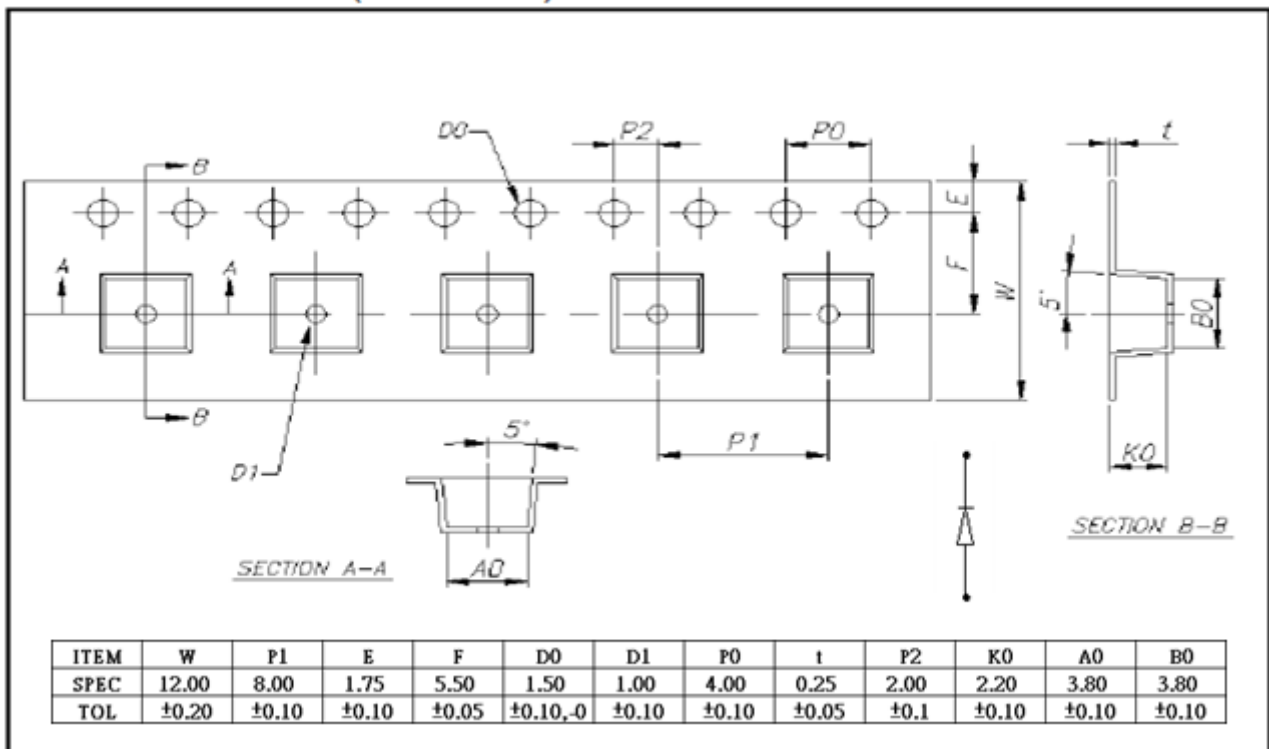 D0
P2
P0
t
B
E
A
A
F
W
5°
B0
B
5°
P1
D1
K0
SECTION B-B
A0
SECTION A-A
ITEM W P1 E F D0 D1 P0 t P2 K0 A0 B0
SPEC 12.00 8.00 1.75 5.50 1.50 1.00 4.00 0.25 2.00 2.20 3.80 3.80
TOL ±0.20 ±0.10 ±0.10 ±0.05 ±0.10,-0 ±0.10 ±0.10 ±0.05 ±0.1 ±0.10 ±0.10 ±0.10